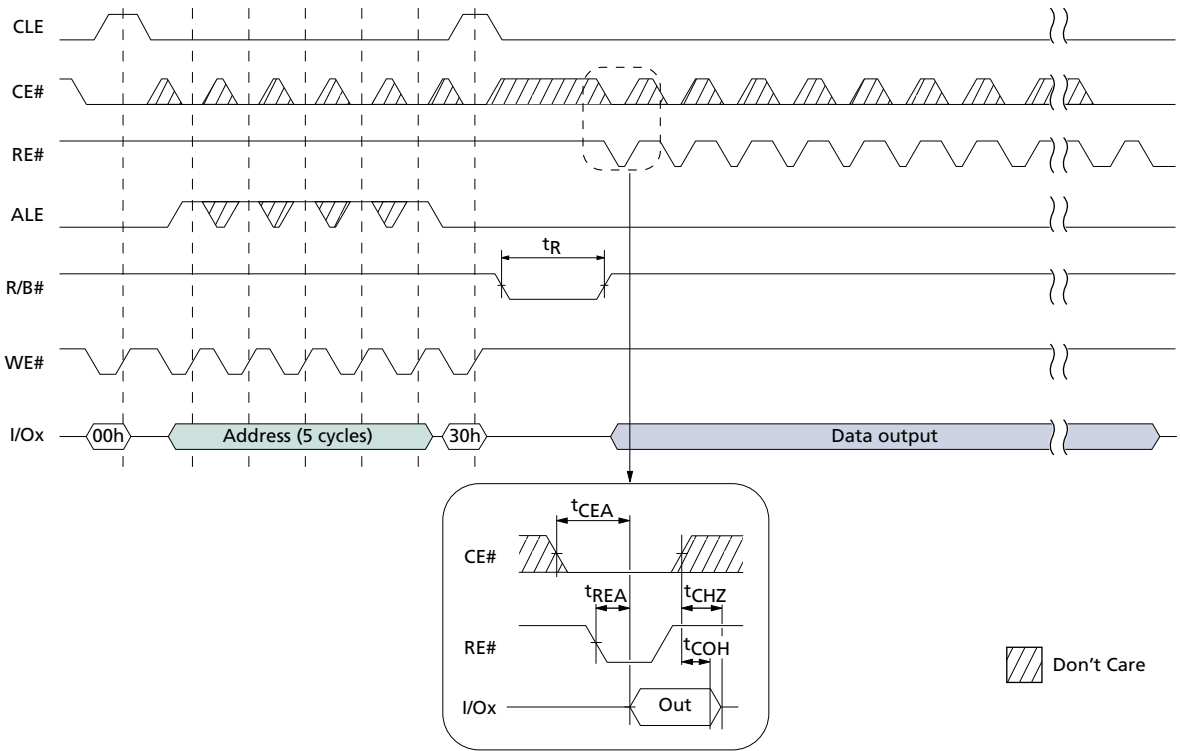 CLE
CE#
RE#
ALE
tR
R/B#
WE#
I/Ox
00h
Address (5 cycles)
30h
Data output
tCEA
CE#
tREA
tCHZ
RE#
tCOH
I/Ox
Out
Don't Care